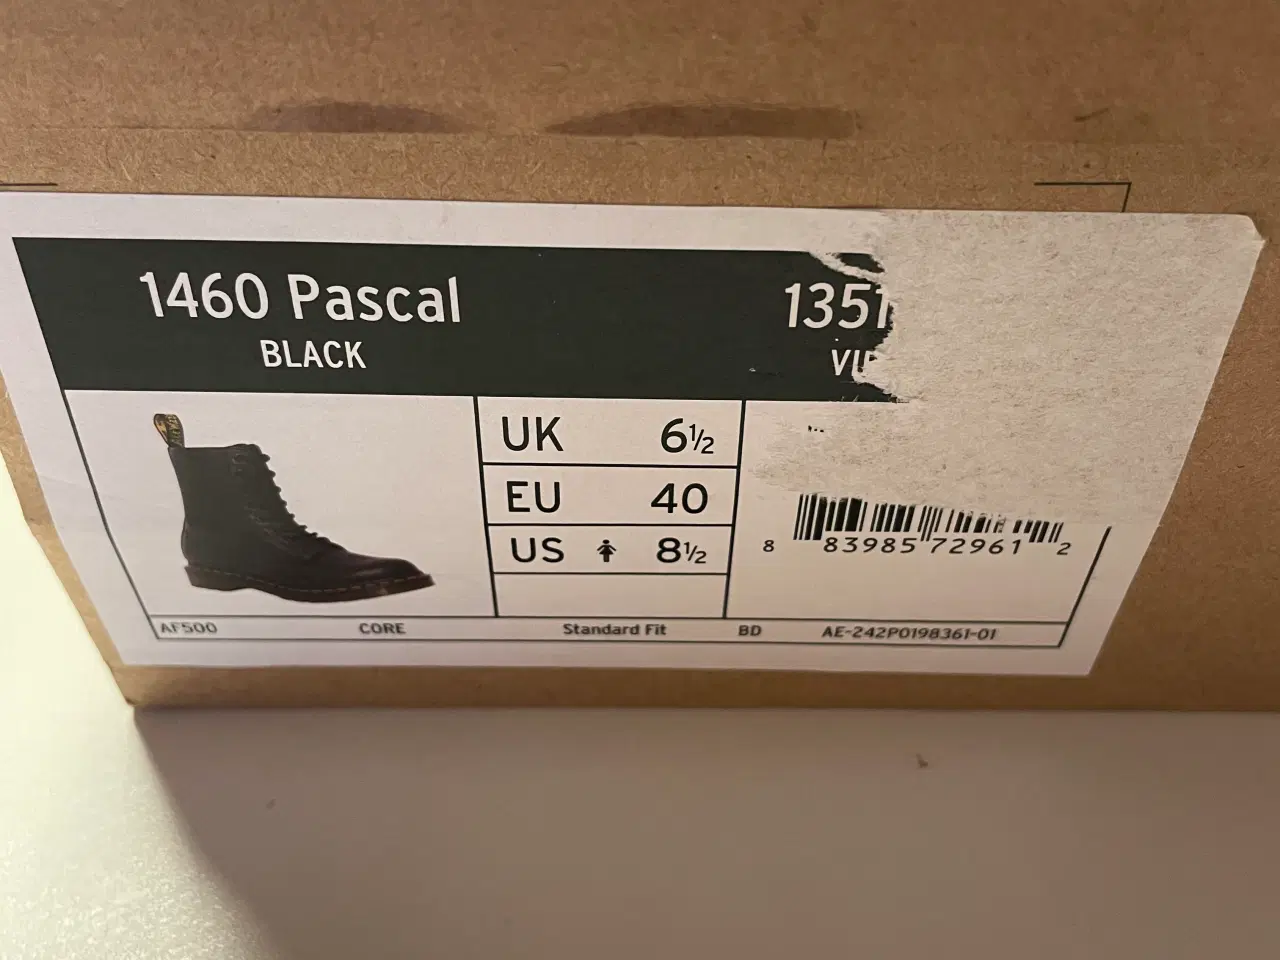 1460 Pascal
BLACK
1351
UK 6½
EU 40
US 8½
8 83985 72961 2
AF500 CORE Standard Fit BD AE-242P0198361-01